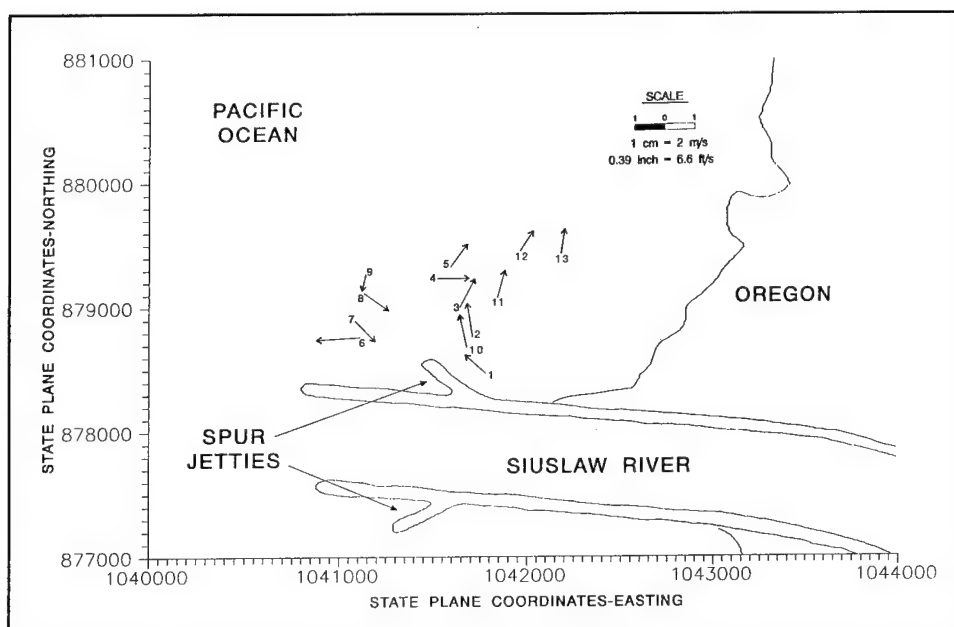 881000
880000
879000
878000
877000
STATE PLANE COORDINATES-NORTHING
PACIFIC
OCEAN
SCALE
1 0 1
1 cm = 2 m/s
0.39 inch = 6.6 ft/s
OREGON
12
13
5
4
9
8
3
11
7
6
2
10
1
SPUR
JETTIES
SIUSLAW RIVER
1040000
1041000
1042000
1043000
1044000
STATE PLANE COORDINATES-EASTING